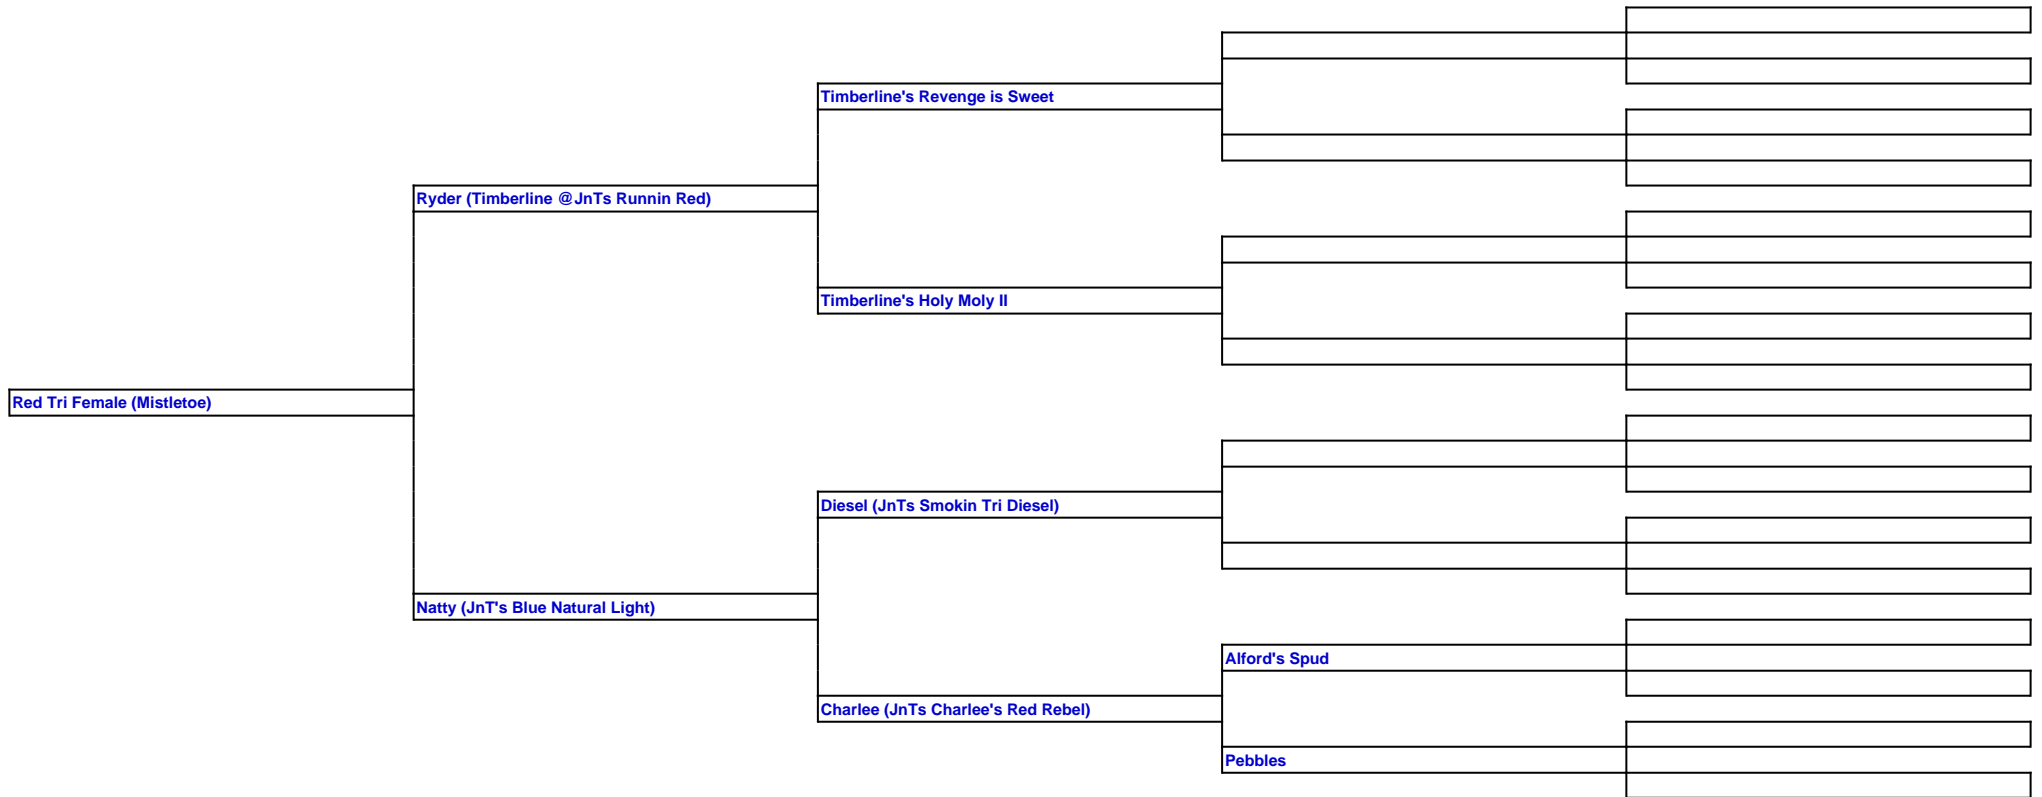 Timberline's Revenge is Sweet
Ryder (Timberline @JnTs Runnin Red)
Timberline's Holy Moly II
Red Tri Female (Mistletoe)
Diesel (JnTs Smokin Tri Diesel)
Natty (JnT's Blue Natural Light)
Alford's Spud
Charlee (JnTs Charlee's Red Rebel)
Pebbles